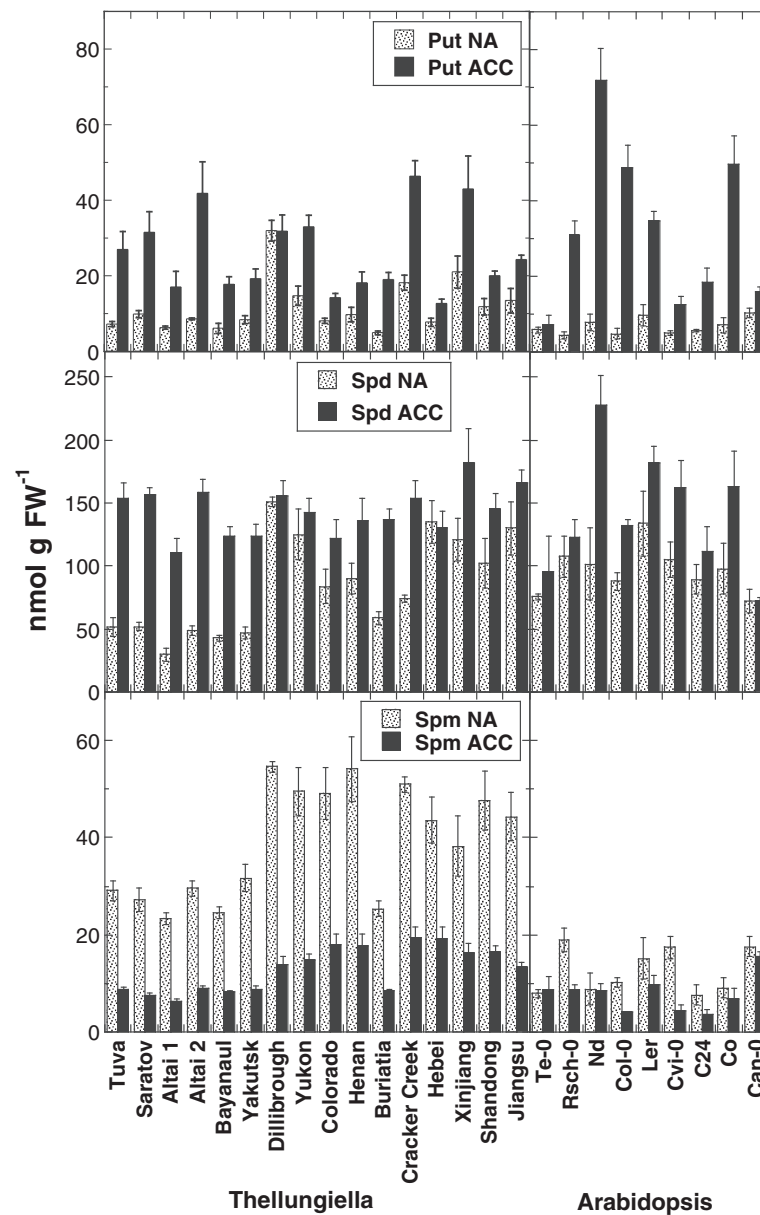 Put NA
Put ACC
80
60
40
20
0
Spd NA
Spd ACC
250
200
150
100
50
0
nmol g FW⁻¹
Spm NA
Spm ACC
60
40
20
0
Tuva
Saratov
Altai 1
Altai 2
Bayanaul
Yakutsk
Dillibrough
Yukon
Colorado
Henan
Buriatia
Cracker Creek
Hebei
Xinjiang
Shandong
Jiangsu
Te-0
Rsch-0
Nd
Col-0
Ler
Cvi-0
C24
Co
Can-0
Thellungiella
Arabidopsis